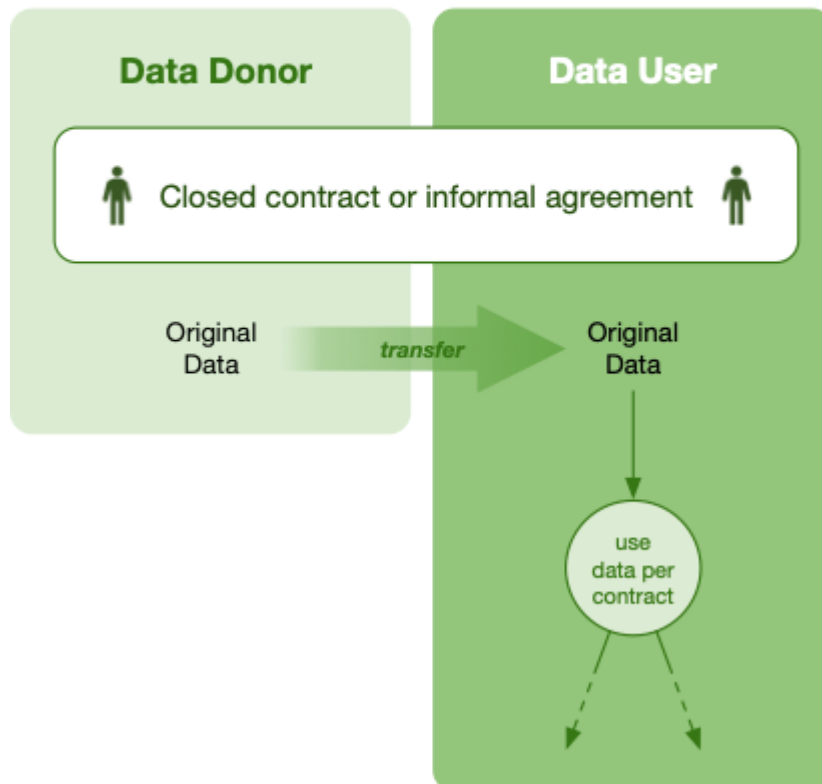 Data Donor
Data User
Closed contract or informal agreement
Original
Data
transfer
Original
Data
use
data per
contract